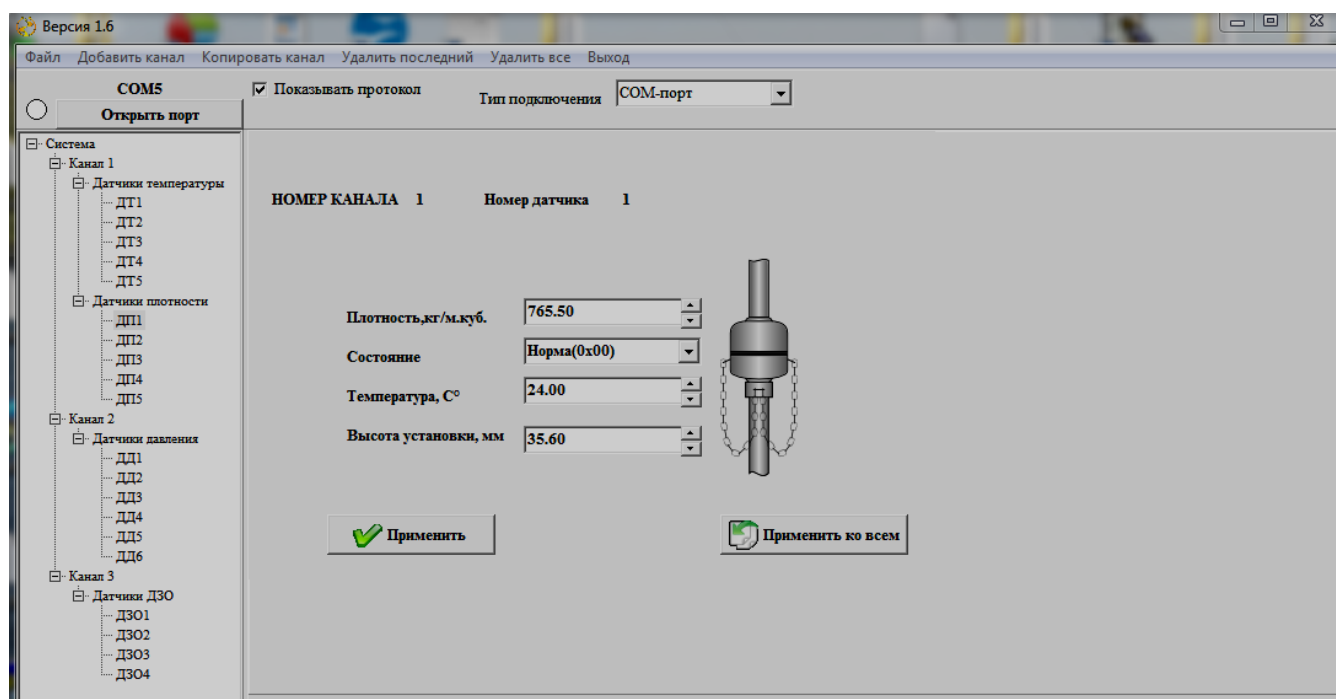 Версия 1.6
Файл Добавить канал Копировать канал Удалить последний Удалить все Выход
COM5
Показывать протокол
Тип подключения COM-порт
Открыть порт
Система
Канал 1
Датчики температуры
ДТ1
ДТ2
ДТ3
ДТ4
ДТ5
Датчики плотности
ДП1
ДП2
ДП3
ДП4
ДП5
Канал 2
Датчики давления
ДД1
ДД2
ДД3
ДД4
ДД5
ДД6
Канал 3
Датчики ДЗО
ДЗО1
ДЗО2
ДЗО3
ДЗО4
НОМЕР КАНАЛА 1 Номер датчика 1
Плотность,кг/м.куб. 765.50
Состояние Норма(0x00)
Температура, С° 24.00
Высота установки, мм 35.60
Применить Применить ко всем